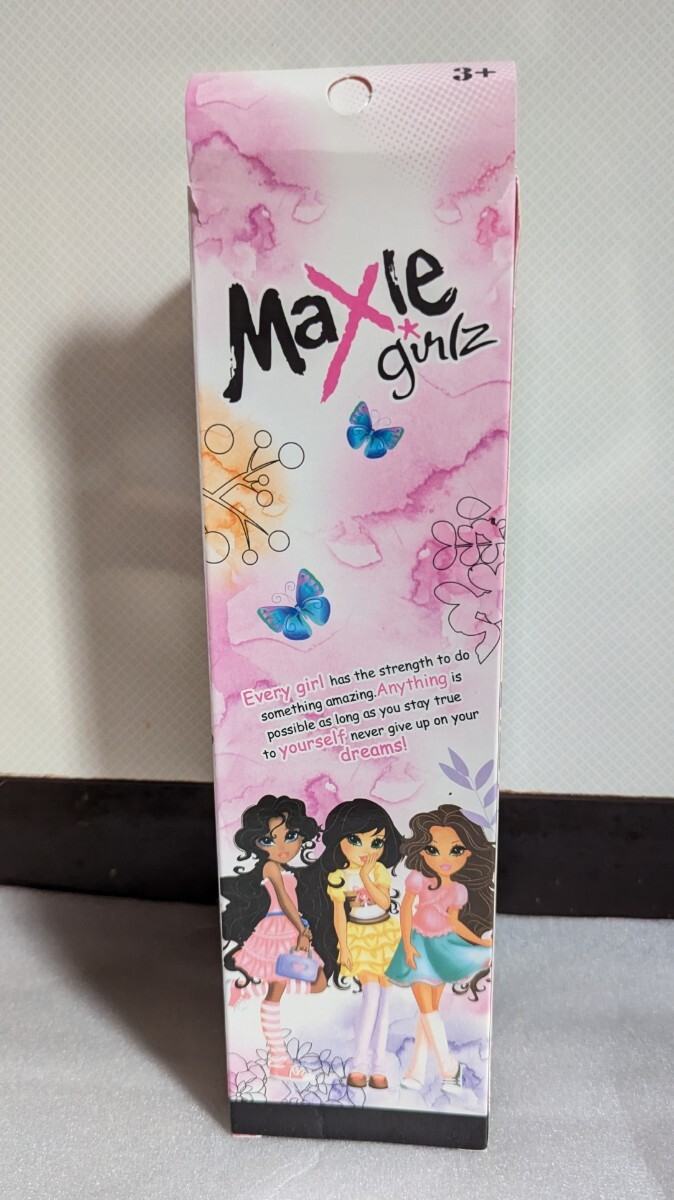 3+
MaXie
girlz
Every girl has the strength to do
something amazing.Anything is
possible as long as you stay true
to yourself never give up on your
dreams!